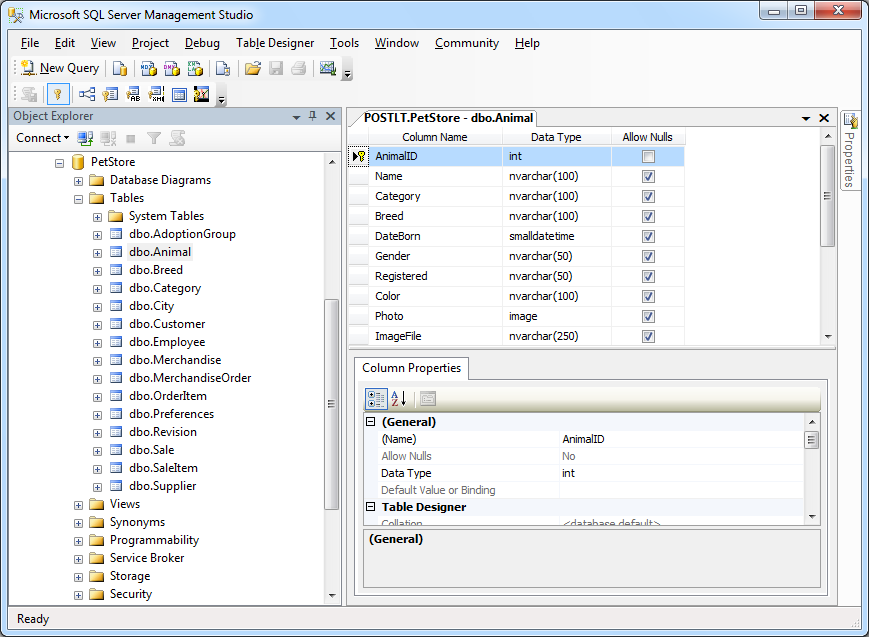 Microsoft SQL Server Management Studio
File Edit View Project Debug Table Designer Tools Window Community Help
New Query
Object Explorer
Connect
PetStore
Database Diagrams
Tables
System Tables
dbo.AdoptionGroup
dbo.Animal
dbo.Breed
dbo.Category
dbo.City
dbo.Customer
dbo.Employee
dbo.Merchandise
dbo.MerchandiseOrder
dbo.OrderItem
dbo.Preferences
dbo.Revision
dbo.Sale
dbo.SaleItem
dbo.Supplier
Views
Synonyms
Programmability
Service Broker
Storage
Security
POSTLT.PetStore - dbo.Animal
Column Name Data Type Allow Nulls
AnimalID int
Name nvarchar(100)
Category nvarchar(100)
Breed nvarchar(100)
DateBorn smalldatetime
Gender nvarchar(50)
Registered nvarchar(50)
Color nvarchar(100)
Photo image
ImageFile nvarchar(250)
Column Properties
(General)
(Name) AnimalID
Allow Nulls No
Data Type int
Default Value or Binding
Table Designer
Collation <database default>
(General)
Properties
Ready